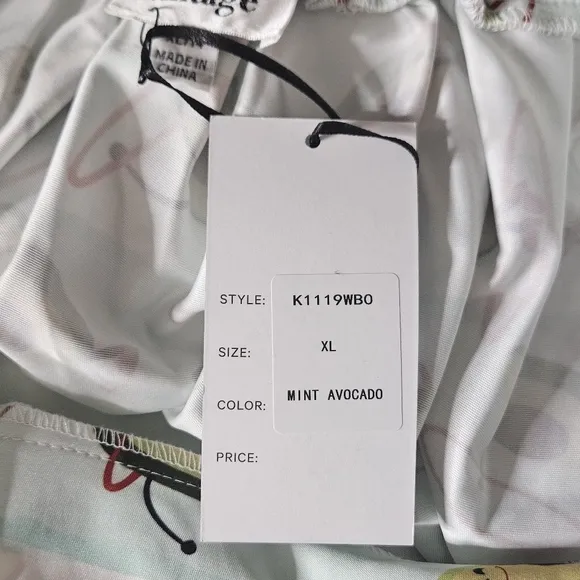 MADE IN
CHINA
STYLE: K1119WBO
SIZE: XL
COLOR: MINT AVOCADO
PRICE: